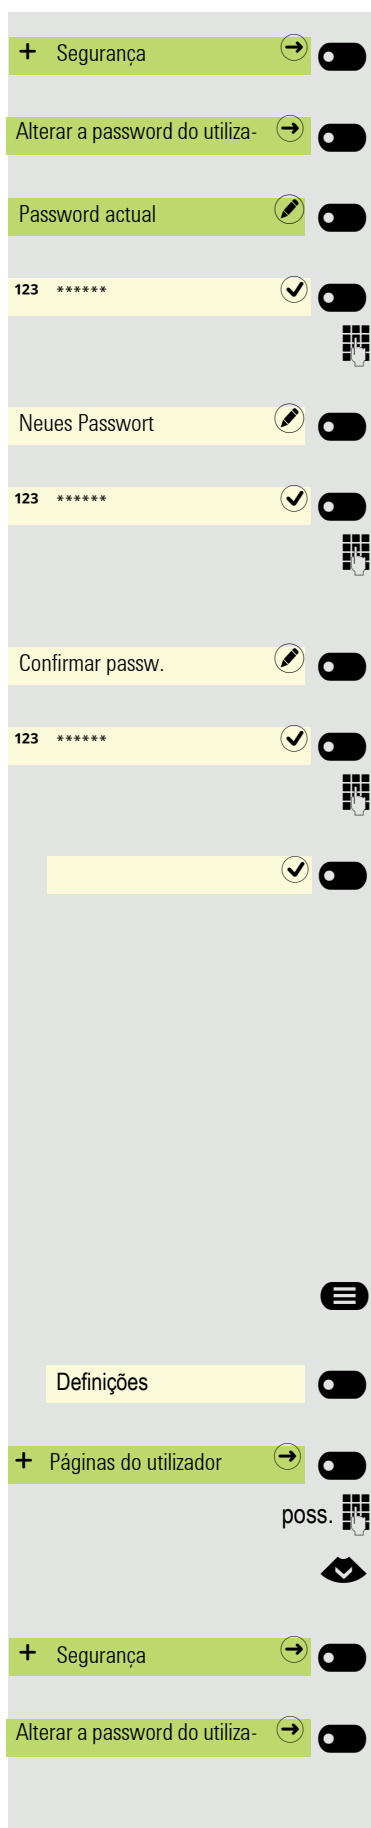 + Segurança
Alterar a password do utiliza-
Password actual
123 ******
Neues Passwort
123 ******
Confirmar passw.
123 ******
Definições
+ Páginas do utilizador
poss.
+ Segurança
Alterar a password do utiliza-